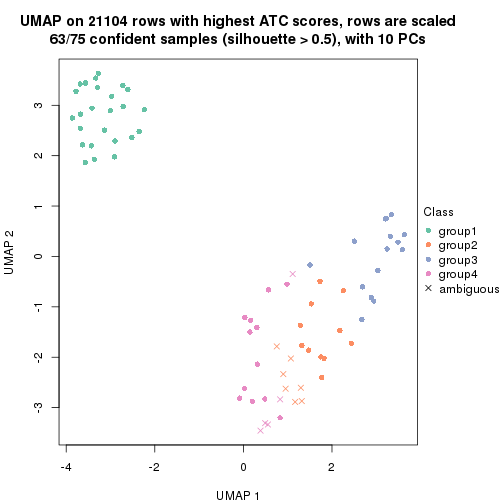 UMAP on 21104 rows with highest ATC scores, rows are scaled
63/75 confident samples (silhouette > 0.5), with 10 PCs
3
2
1
0
-1
-2
-3
UMAP 2
-4
-2
0
2
UMAP 1
Class
group1
group2
group3
group4
ambiguous